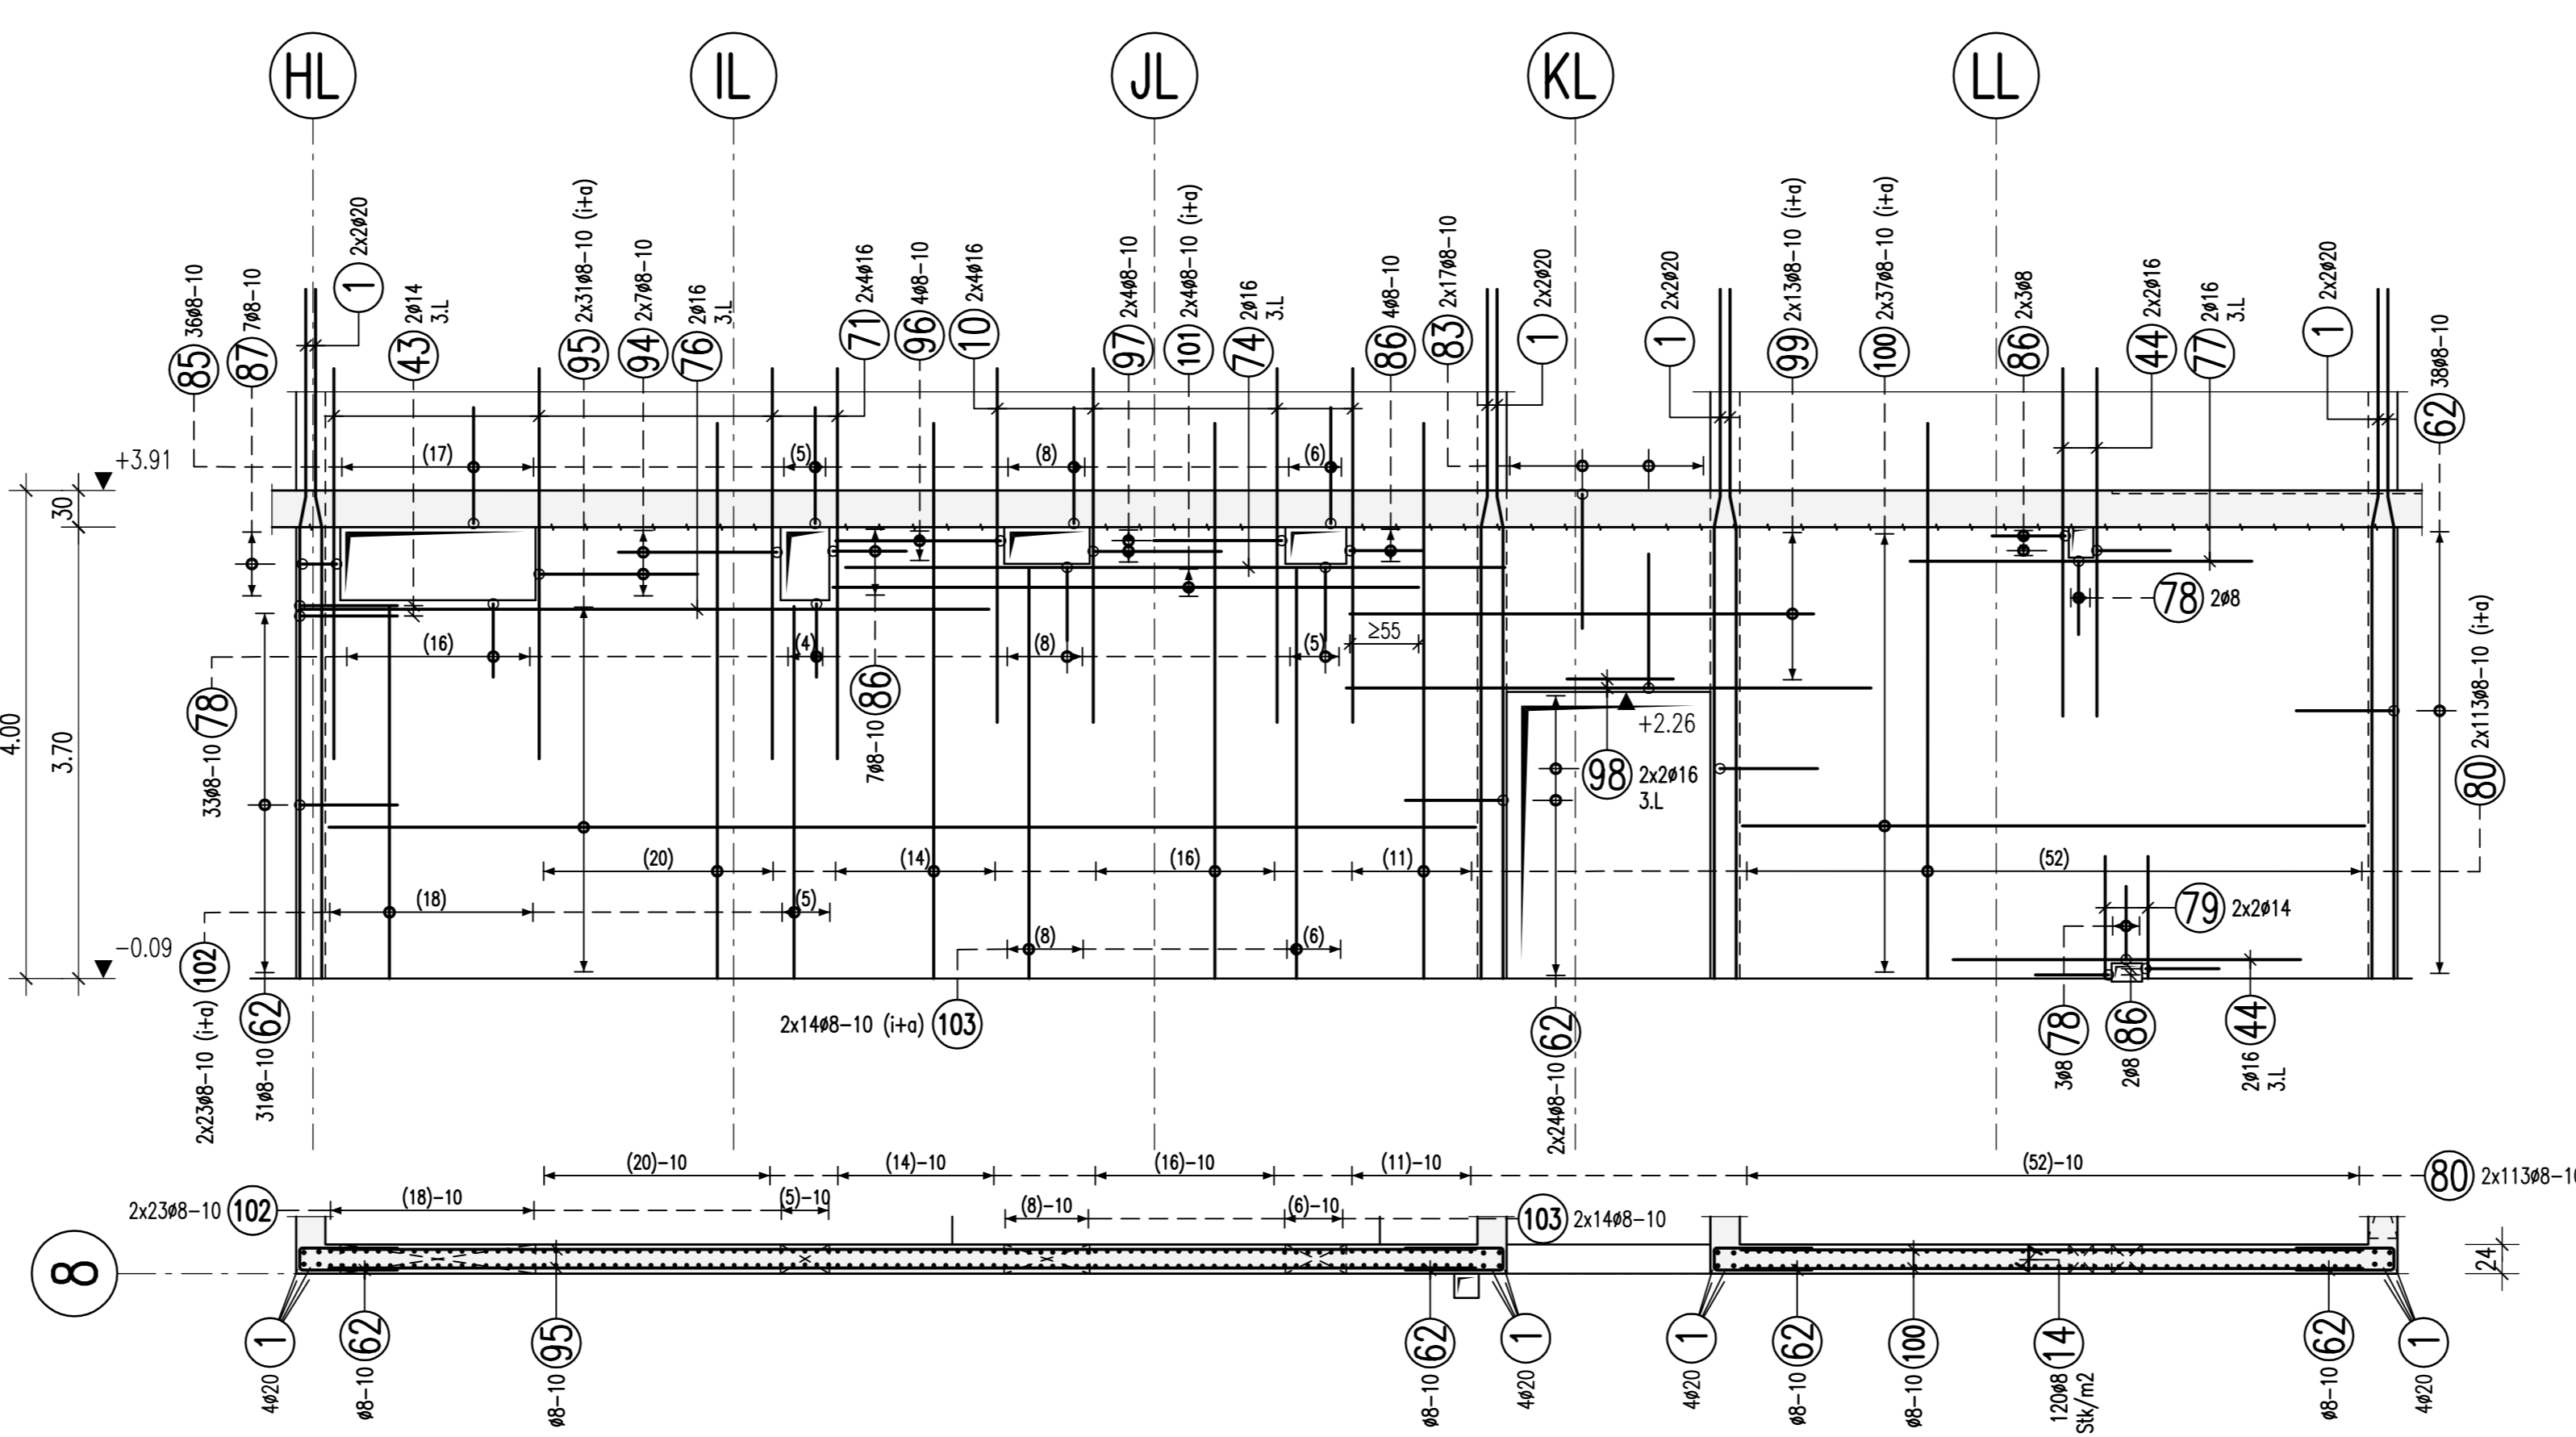 HL
IL
JL
KL
LL
85 36ø8-10
87 7ø8-10
1 2x2ø20
43 2ø14
3.L
95 2x31ø8-10 (i+a)
94 2x7ø8-10
76 2ø16
3.L
71 2x4ø16
96 4ø8-10
10 2x4ø16
97 2x4ø8-10
101 2x4ø8-10 (i+a)
74 2ø16
3.L
86 4ø8-10
83 2x17ø8-10
1 2x2ø20
1 2x2ø20
99 2x13ø8-10 (i+a)
100 2x37ø8-10 (i+a)
86 2x3ø8
44 2x2ø16
77 2ø16
3.L
1 2x2ø20
62 38ø8-10
+3.91
(17)
(5)
(8)
(6)
30
3.70
4.00
78 2ø8
≥55
(16)
(4)
(8)
(5)
33ø8-10 78
7ø8-10 86
+2.26
98 2x2ø16
3.L
80 2x113ø8-10 (i+a)
(20)
(14)
(16)
(11)
(52)
(18)
(5)
(8)
(6)
79 2x2ø14
-0.09
2x23ø8-10 (i+a) 102
31ø8-10 62
2x14ø8-10 (i+a) 103
2x24ø8-10 62
78
3ø8
86
2ø8
44
2ø16
3.L
(20)-10
(14)-10
(16)-10
(11)-10
(52)-10
80 2x113ø8-10
2x23ø8-10 102
(18)-10
(5)-10
(8)-10
(6)-10
103 2x14ø8-10
8
24
1
4ø20
62
ø8-10
95
ø8-10
62
ø8-10
1
4ø20
1
4ø20
62
ø8-10
100
ø8-10
14
120ø8
Stk/m2
62
ø8-10
1
4ø20